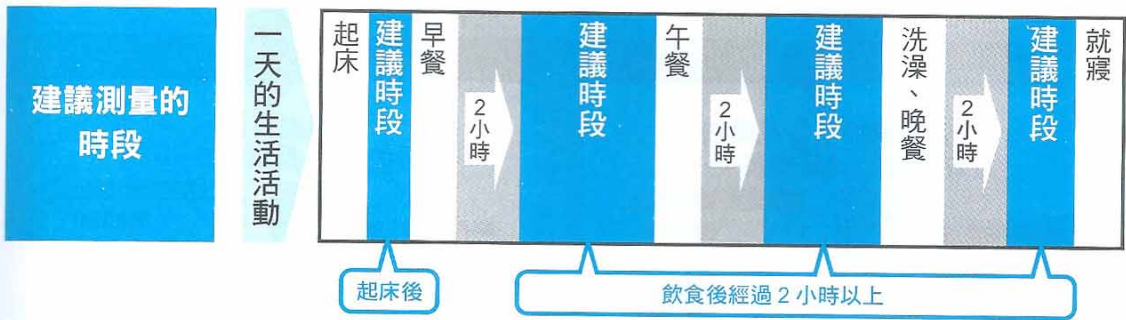 建議測量的
時段
一天的生活活動
起床
建議時段
早餐
2小時
建議時段
午餐
2小時
建議時段
洗澡、晚餐
2小時
建議時段
就寢
起床後
飲食後經過2小時以上